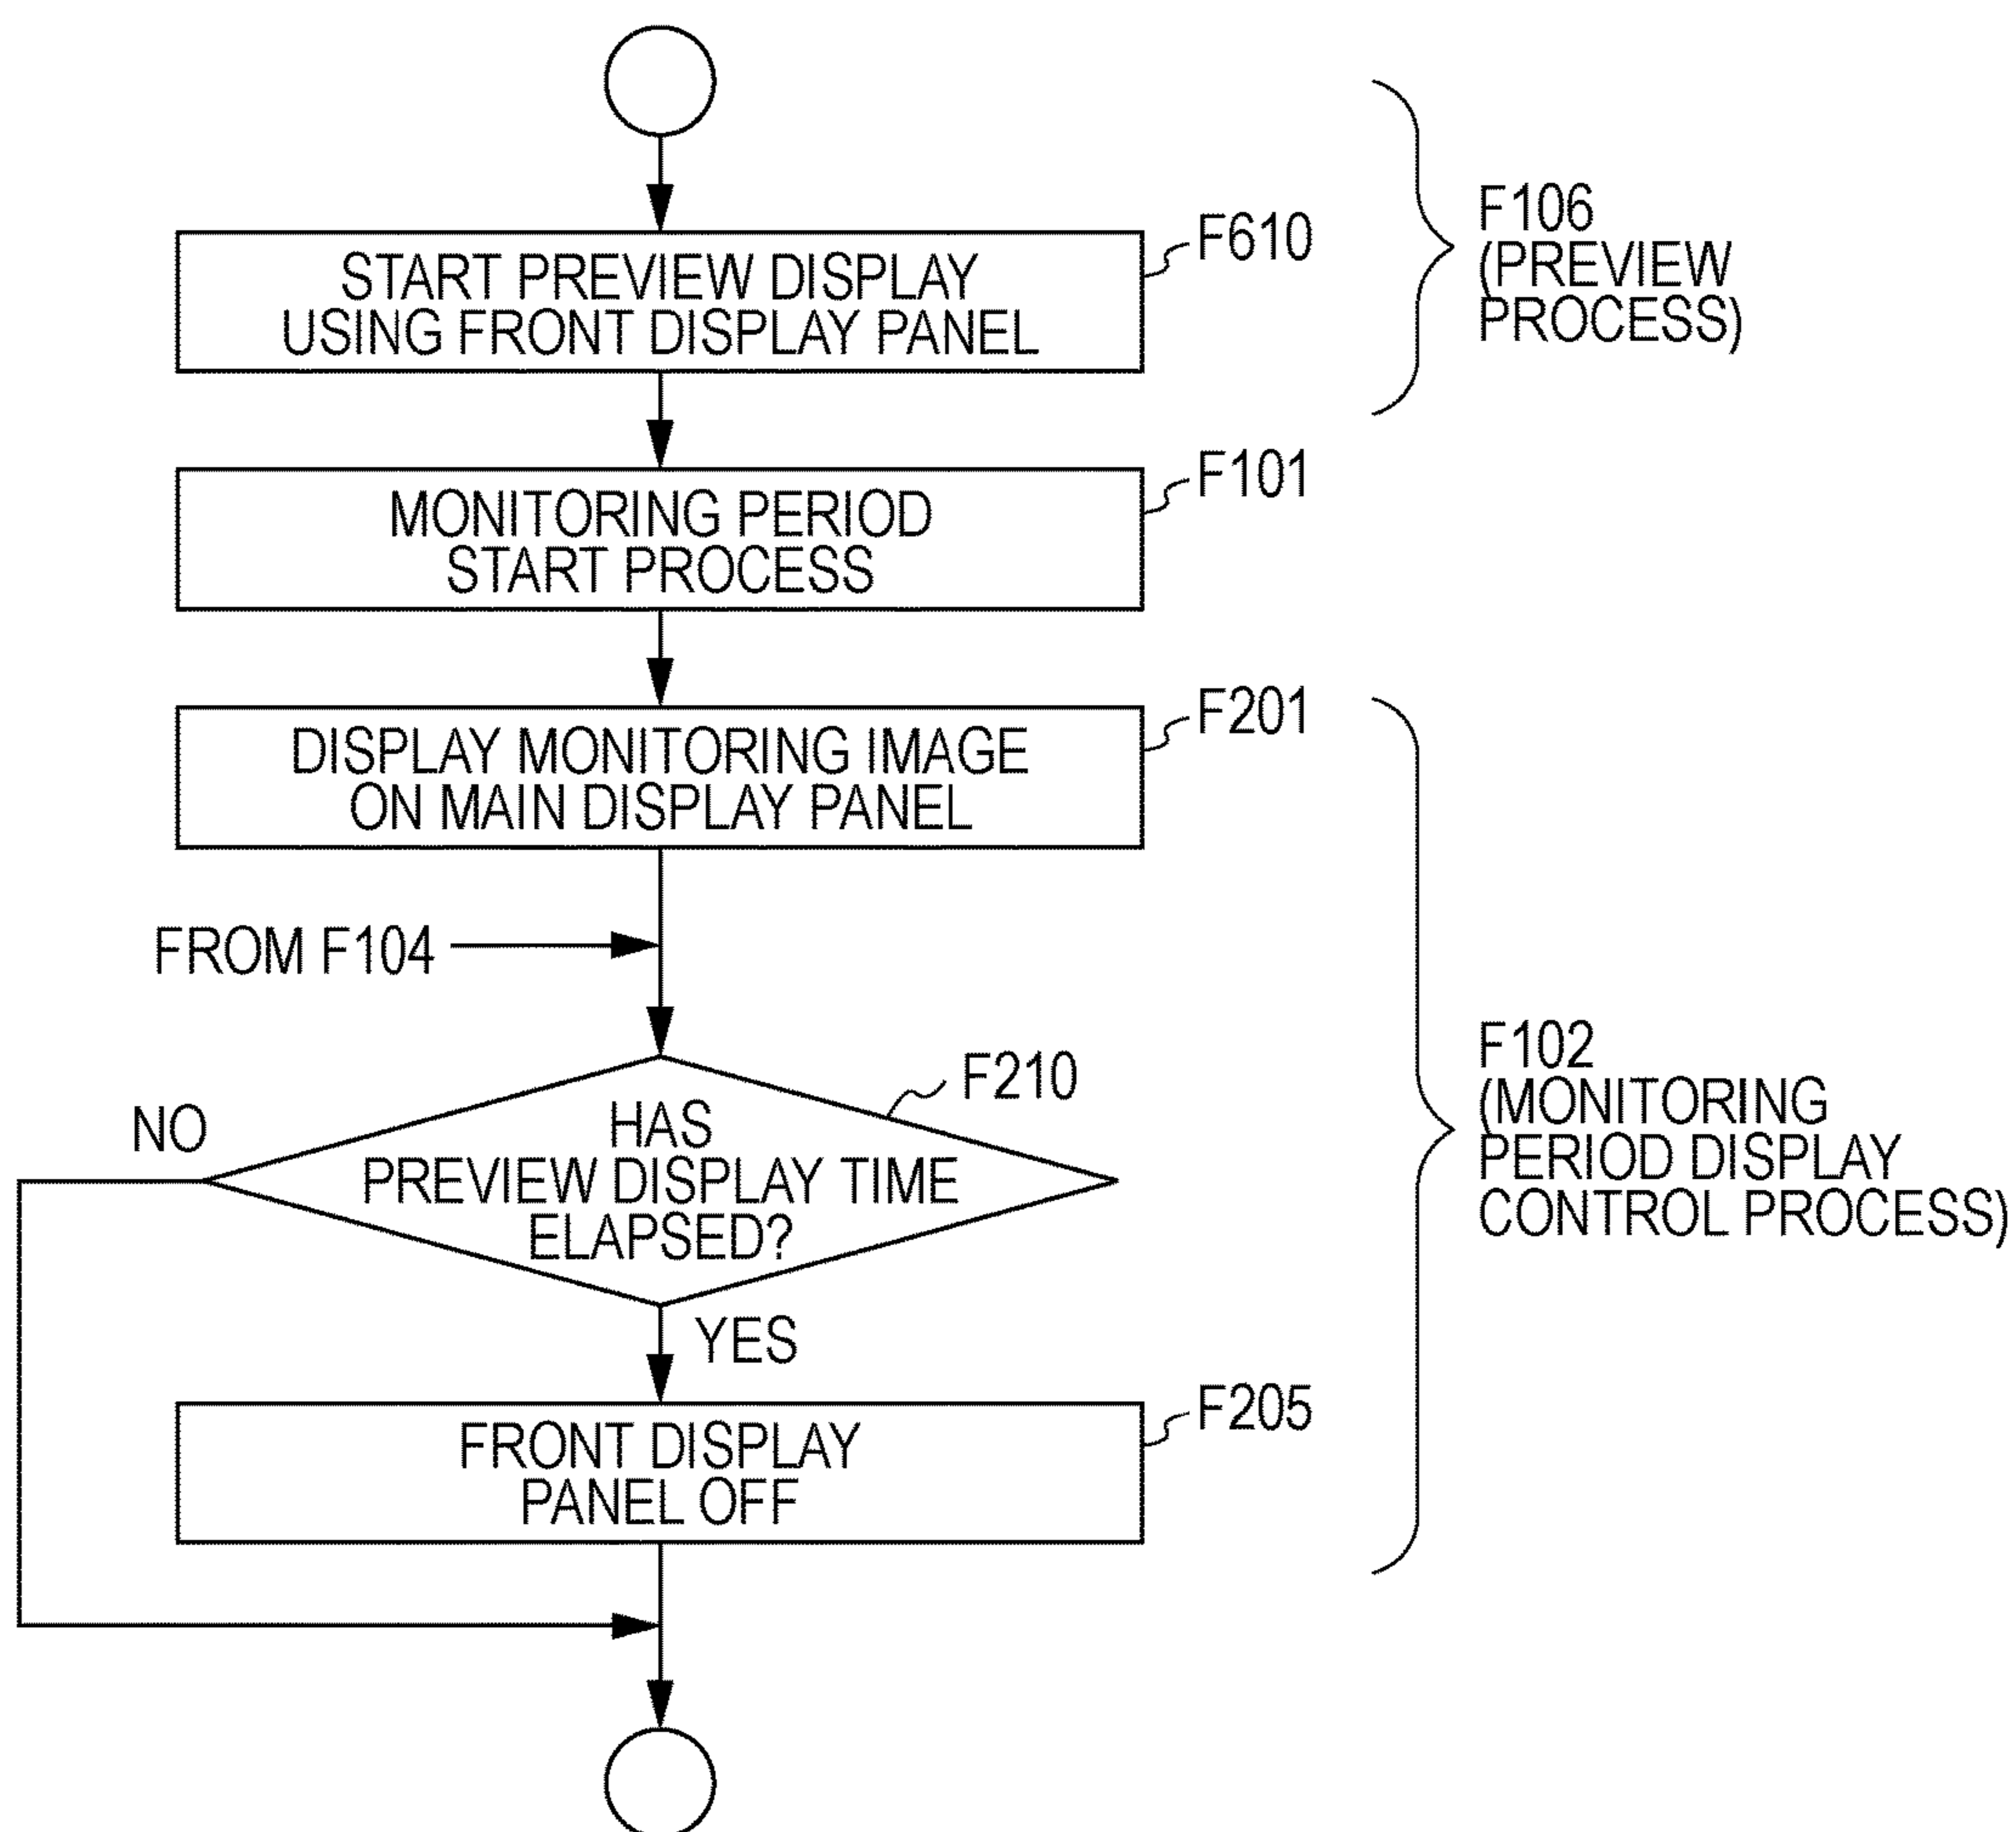 START PREVIEW DISPLAY
USING FRONT DISPLAY PANEL
F610
F106
(PREVIEW
PROCESS)
MONITORING PERIOD
START PROCESS
F101
DISPLAY MONITORING IMAGE
ON MAIN DISPLAY PANEL
F201
FROM F104
HAS
PREVIEW DISPLAY TIME
ELAPSED?
F210
NO
YES
F102
(MONITORING
PERIOD DISPLAY
CONTROL PROCESS)
FRONT DISPLAY
PANEL OFF
F205